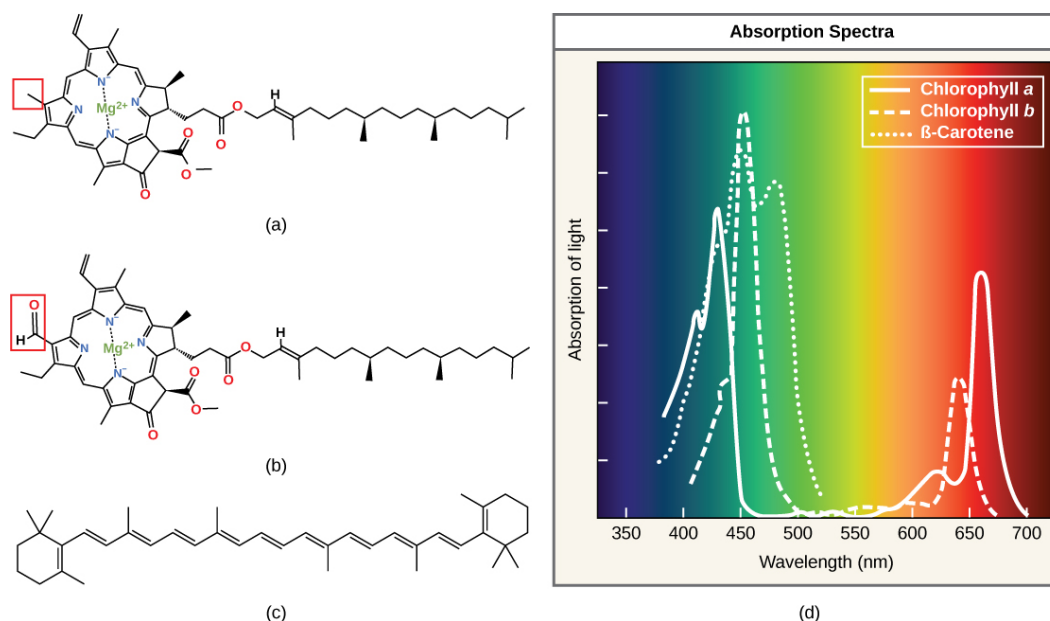 N⁻
N
Mg²⁺
N
N⁻
O
O
H
O
O
O
(a)
O
H
N⁻
N
Mg²⁺
N
N⁻
O
O
H
O
O
O
(b)
(c)
Absorption Spectra
Chlorophyll a
Chlorophyll b
ß-Carotene
Absorption of light
350 400 450 500 550 600 650 700
Wavelength (nm)
(d)